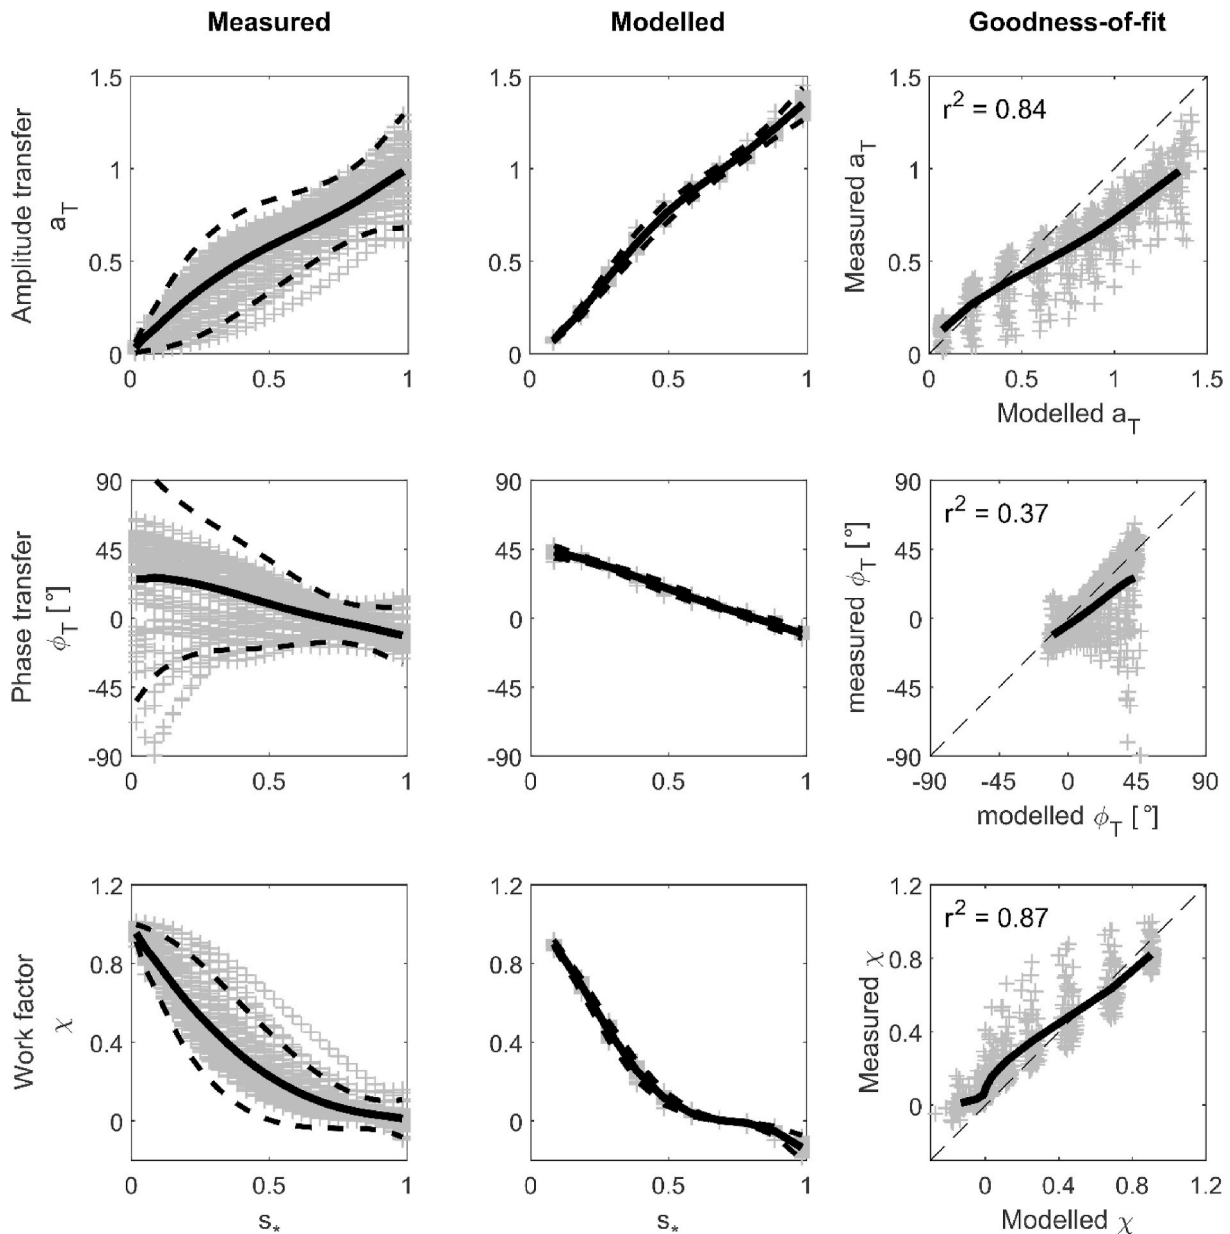 Measured Modelled Goodness-of-fit
Amplitude transfer
a_T
1.5
1
0.5
0
0 0.5 1
1.5
1
0.5
0
0 0.5 1
Measured a_T
1.5
1
0.5
0
r² = 0.84
0 0.5 1 1.5
Modelled a_T
Phase transfer
ϕ_T [°]
90
45
0
-45
-90
0 0.5 1
90
45
0
-45
-90
0 0.5 1
measured ϕ_T [°]
90
45
0
-45
-90
r² = 0.37
-90 -45 0 45 90
modelled ϕ_T [°]
Work factor
χ
1.2
0.8
0.4
0
0 0.5 1
s_*
1.2
0.8
0.4
0
0 0.5 1
s_*
Measured χ
1.2
0.8
0.4
0
r² = 0.87
0 0.4 0.8 1.2
Modelled χ